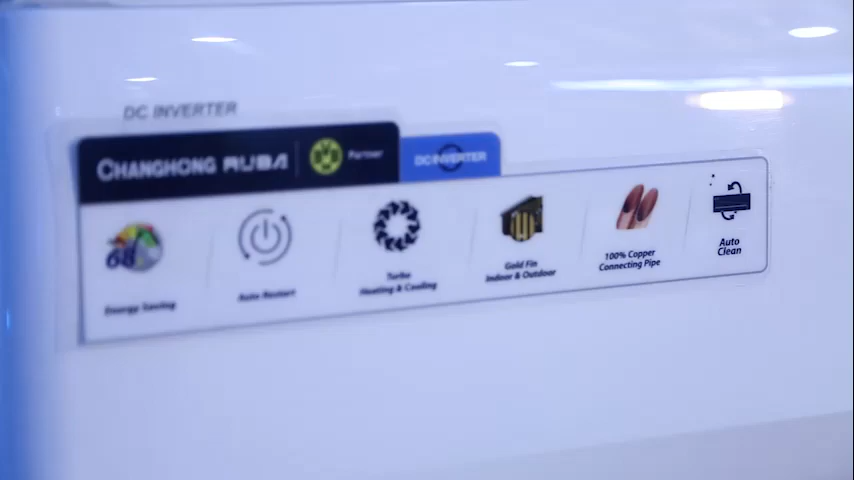 DC INVERTER
CHANGHONG RUBA
Partner
DC INVERTER
68
Energy Saving
Auto Restart
Turbo
Heating & Cooling
Gold Fin
Indoor & Outdoor
100% Copper
Connecting Pipe
Auto
Clean